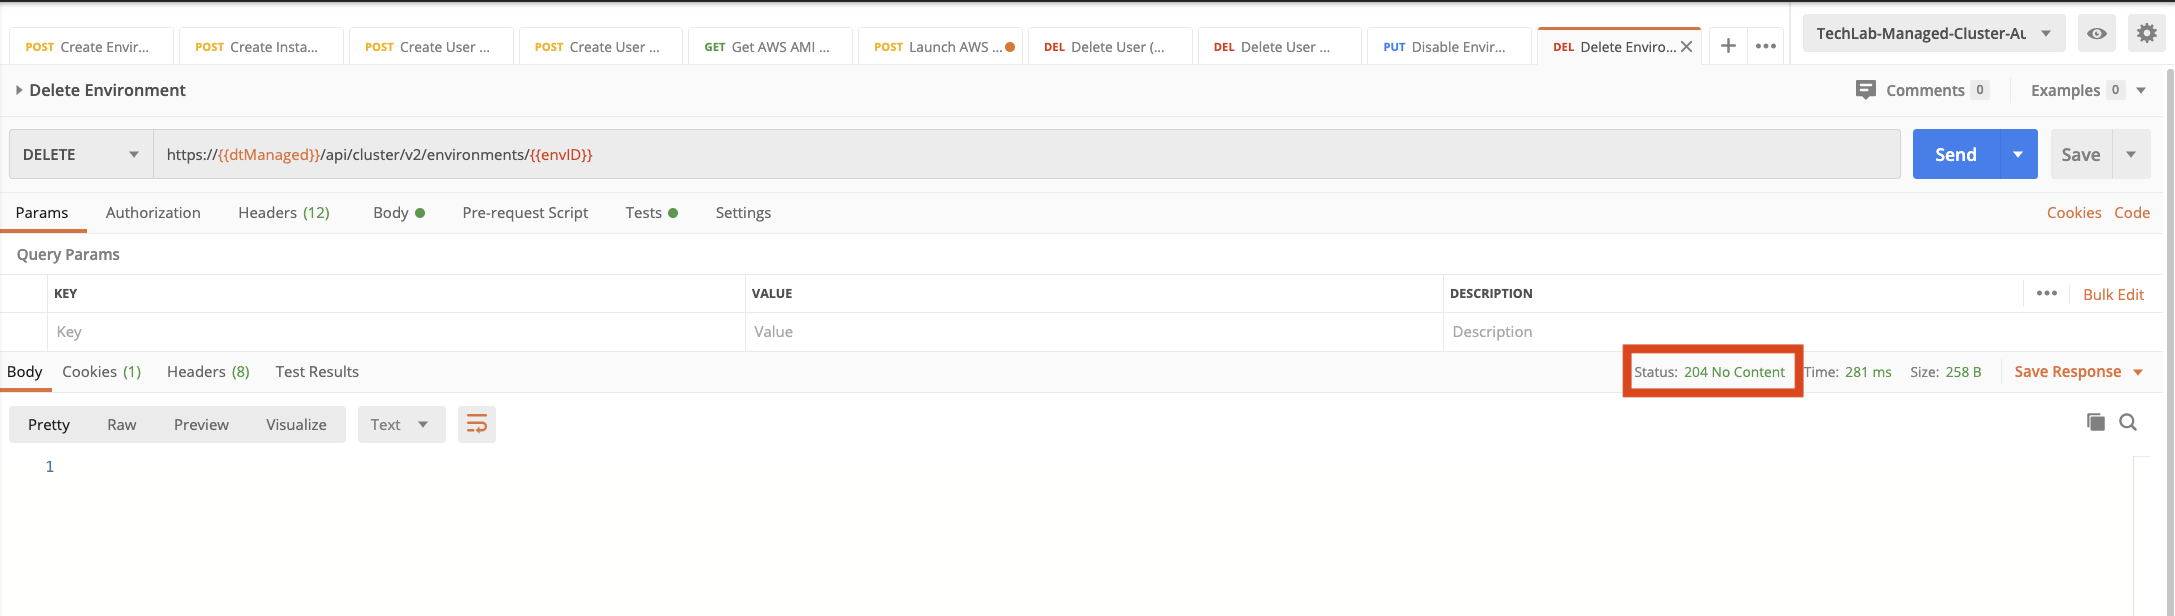 POST Create Envir... POST Create Insta... POST Create User ... POST Create User ... GET Get AWS AMI ... POST Launch AWS ... DEL Delete User (... DEL Delete User ... PUT Disable Envir... DEL Delete Enviro... TechLab-Managed-Cluster-Au
Delete Environment Comments 0 Examples 0
DELETE https://{{dtManaged}}/api/cluster/v2/environments/{{envID}} Send Save
Params Authorization Headers (12) Body Pre-request Script Tests Settings Cookies Code
Query Params
KEY VALUE DESCRIPTION Bulk Edit
Key Value Description
Body Cookies (1) Headers (8) Test Results Status: 204 No Content Time: 281 ms Size: 258 B Save Response
Pretty Raw Preview Visualize Text
1